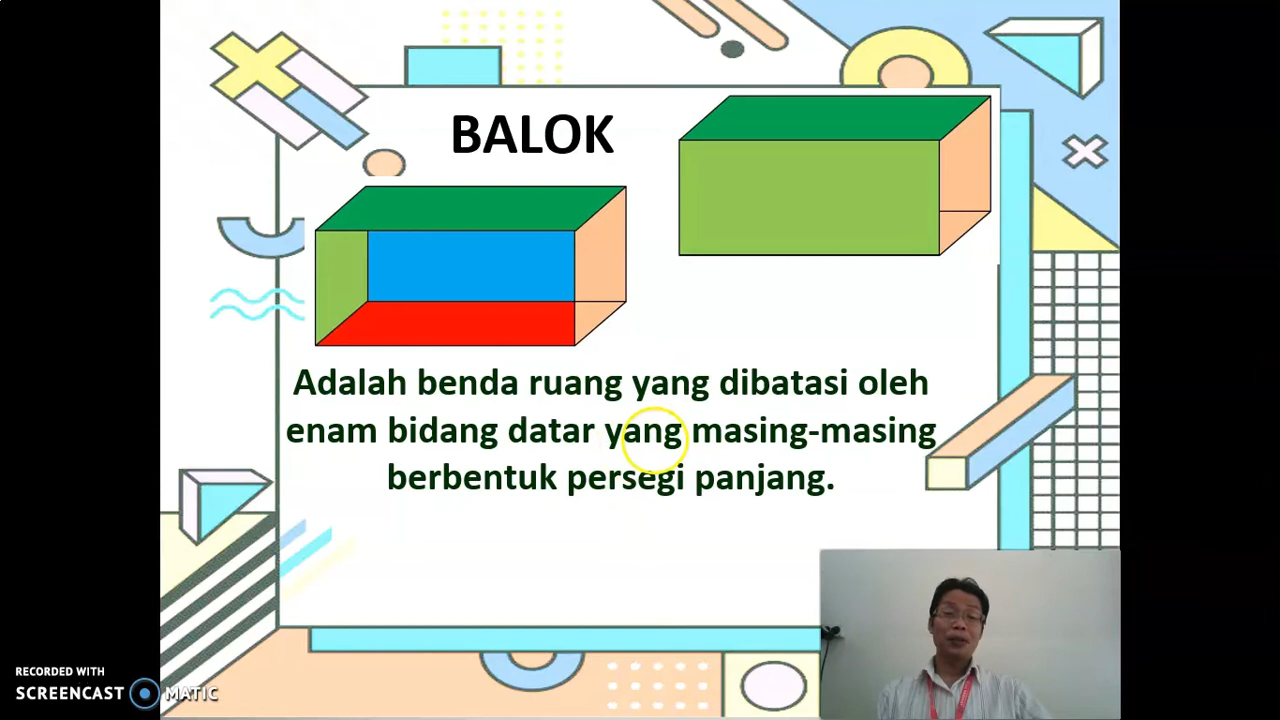 BALOK
Adalah benda ruang yang dibatasi oleh
enam bidang datar yang masing-masing
berbentuk persegi panjang.
RECORDED WITH
SCREENCAST MATIC